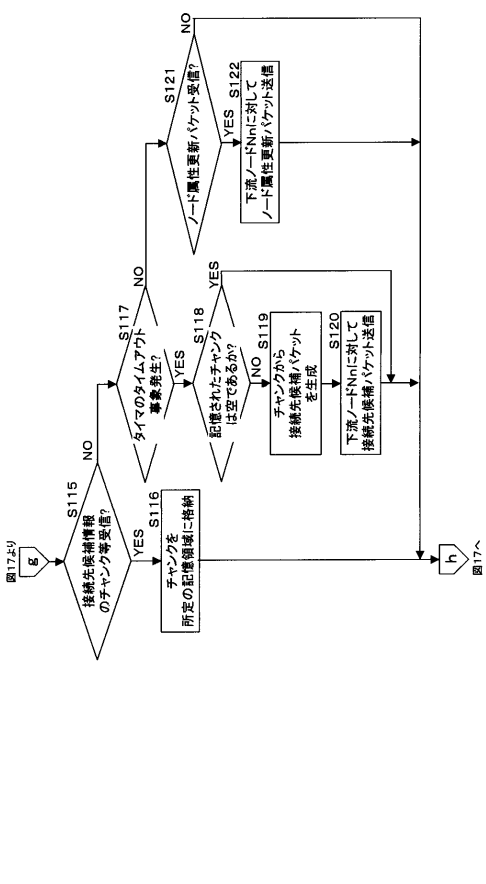 図17より
g
S115
接続先候補情報
のチャンク等受信?
NO
YES
S116
チャンクを
所定の記憶領域に格納
S117
タイマのタイムアウト
事象発生?
NO
YES
S118
記憶されたチャンク
は空であるか?
YES
NO
S119
チャンクから
接続先候補パケット
を生成
S120
下流ノードNnに対して
接続先候補パケット送信
S121
ノード属性更新パケット受信?
NO
YES
S122
下流ノードNnに対して
ノード属性更新パケット送信
h
図17へ